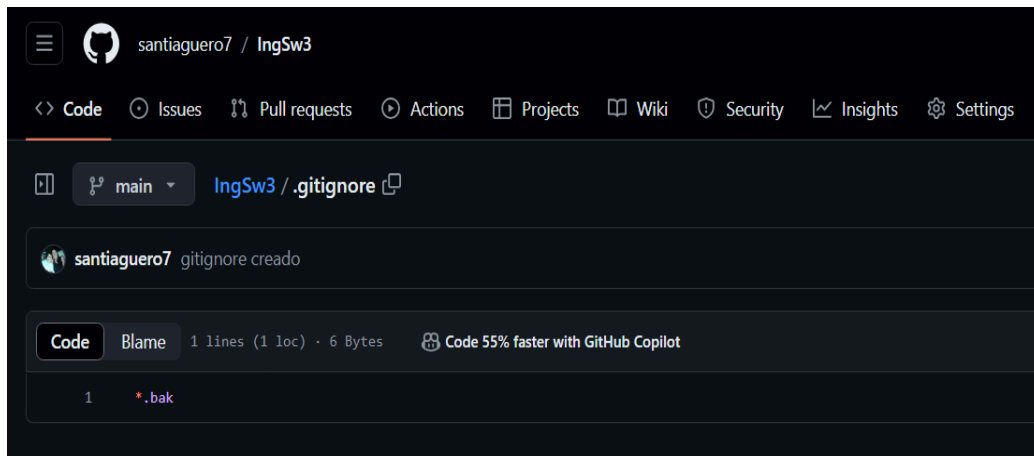 santiaguero7 / IngSw3
<> Code Issues Pull requests Actions Projects Wiki Security Insights Settings
main IngSw3 / .gitignore
santiaguero7 gitignore creado
Code Blame 1 lines (1 loc) · 6 Bytes Code 55% faster with GitHub Copilot
1 *.bak